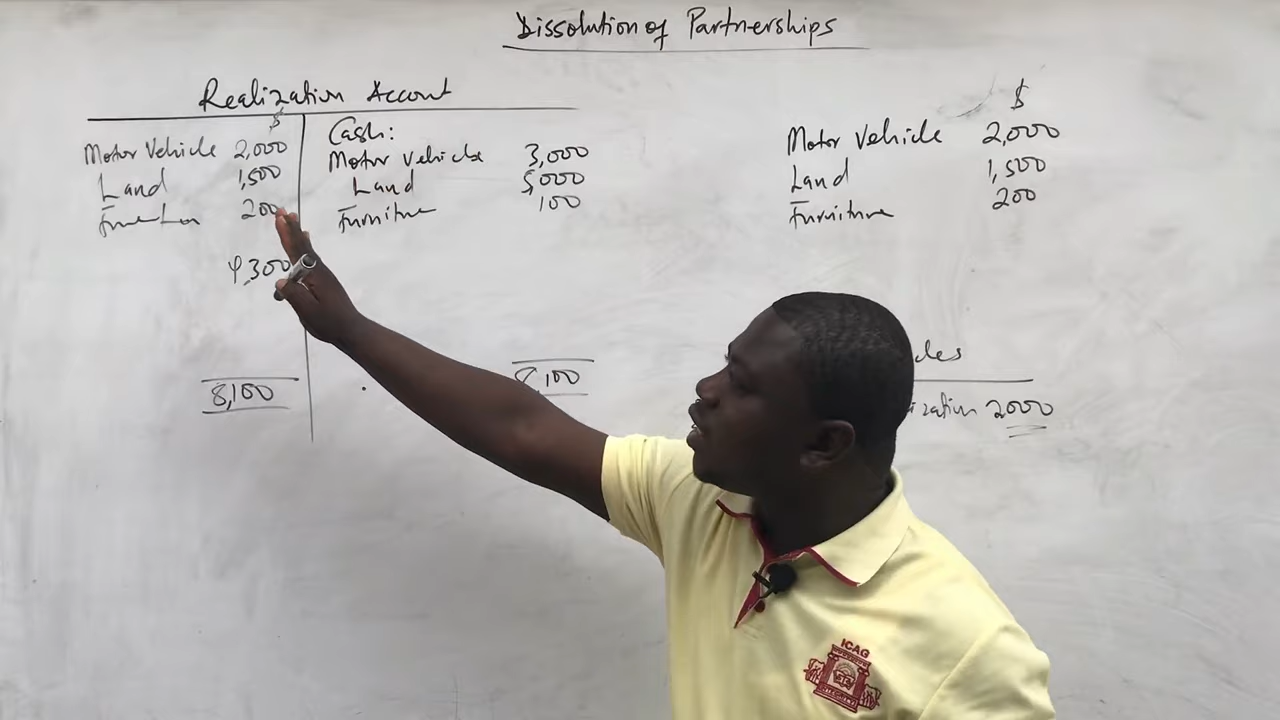 Dissolution of Partnerships
Realization Account
$
Motor Vehicle 2,000
Land 1,500
200
4,300
8,100
Cash:
Motor Vehicle 3,000
Land 5,000
Furniture 100
8,100
$
Motor Vehicle 2,000
Land 1,500
Furniture 200
2000
ICAG
INTEGRITY